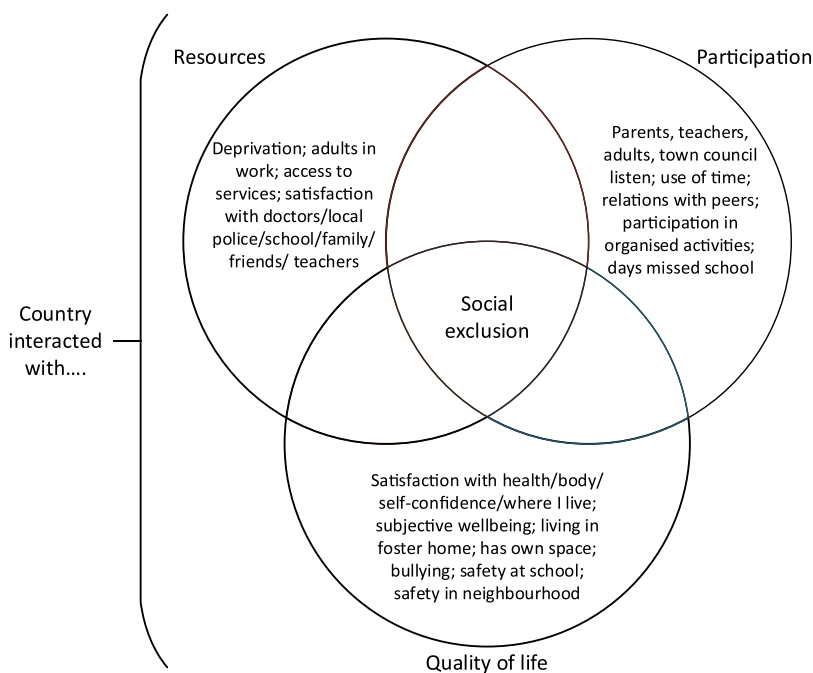 Resources
Participation
Deprivation; adults in
work; access to
services; satisfaction
with doctors/local
police/school/family/
friends/ teachers
Parents, teachers,
adults, town council
listen; use of time;
relations with peers;
participation in
organised activities;
days missed school
Country
interacted
with....
Social
exclusion
Satisfaction with health/body/
self-confidence/where I live;
subjective wellbeing; living in
foster home; has own space;
bullying; safety at school;
safety in neighbourhood
Quality of life